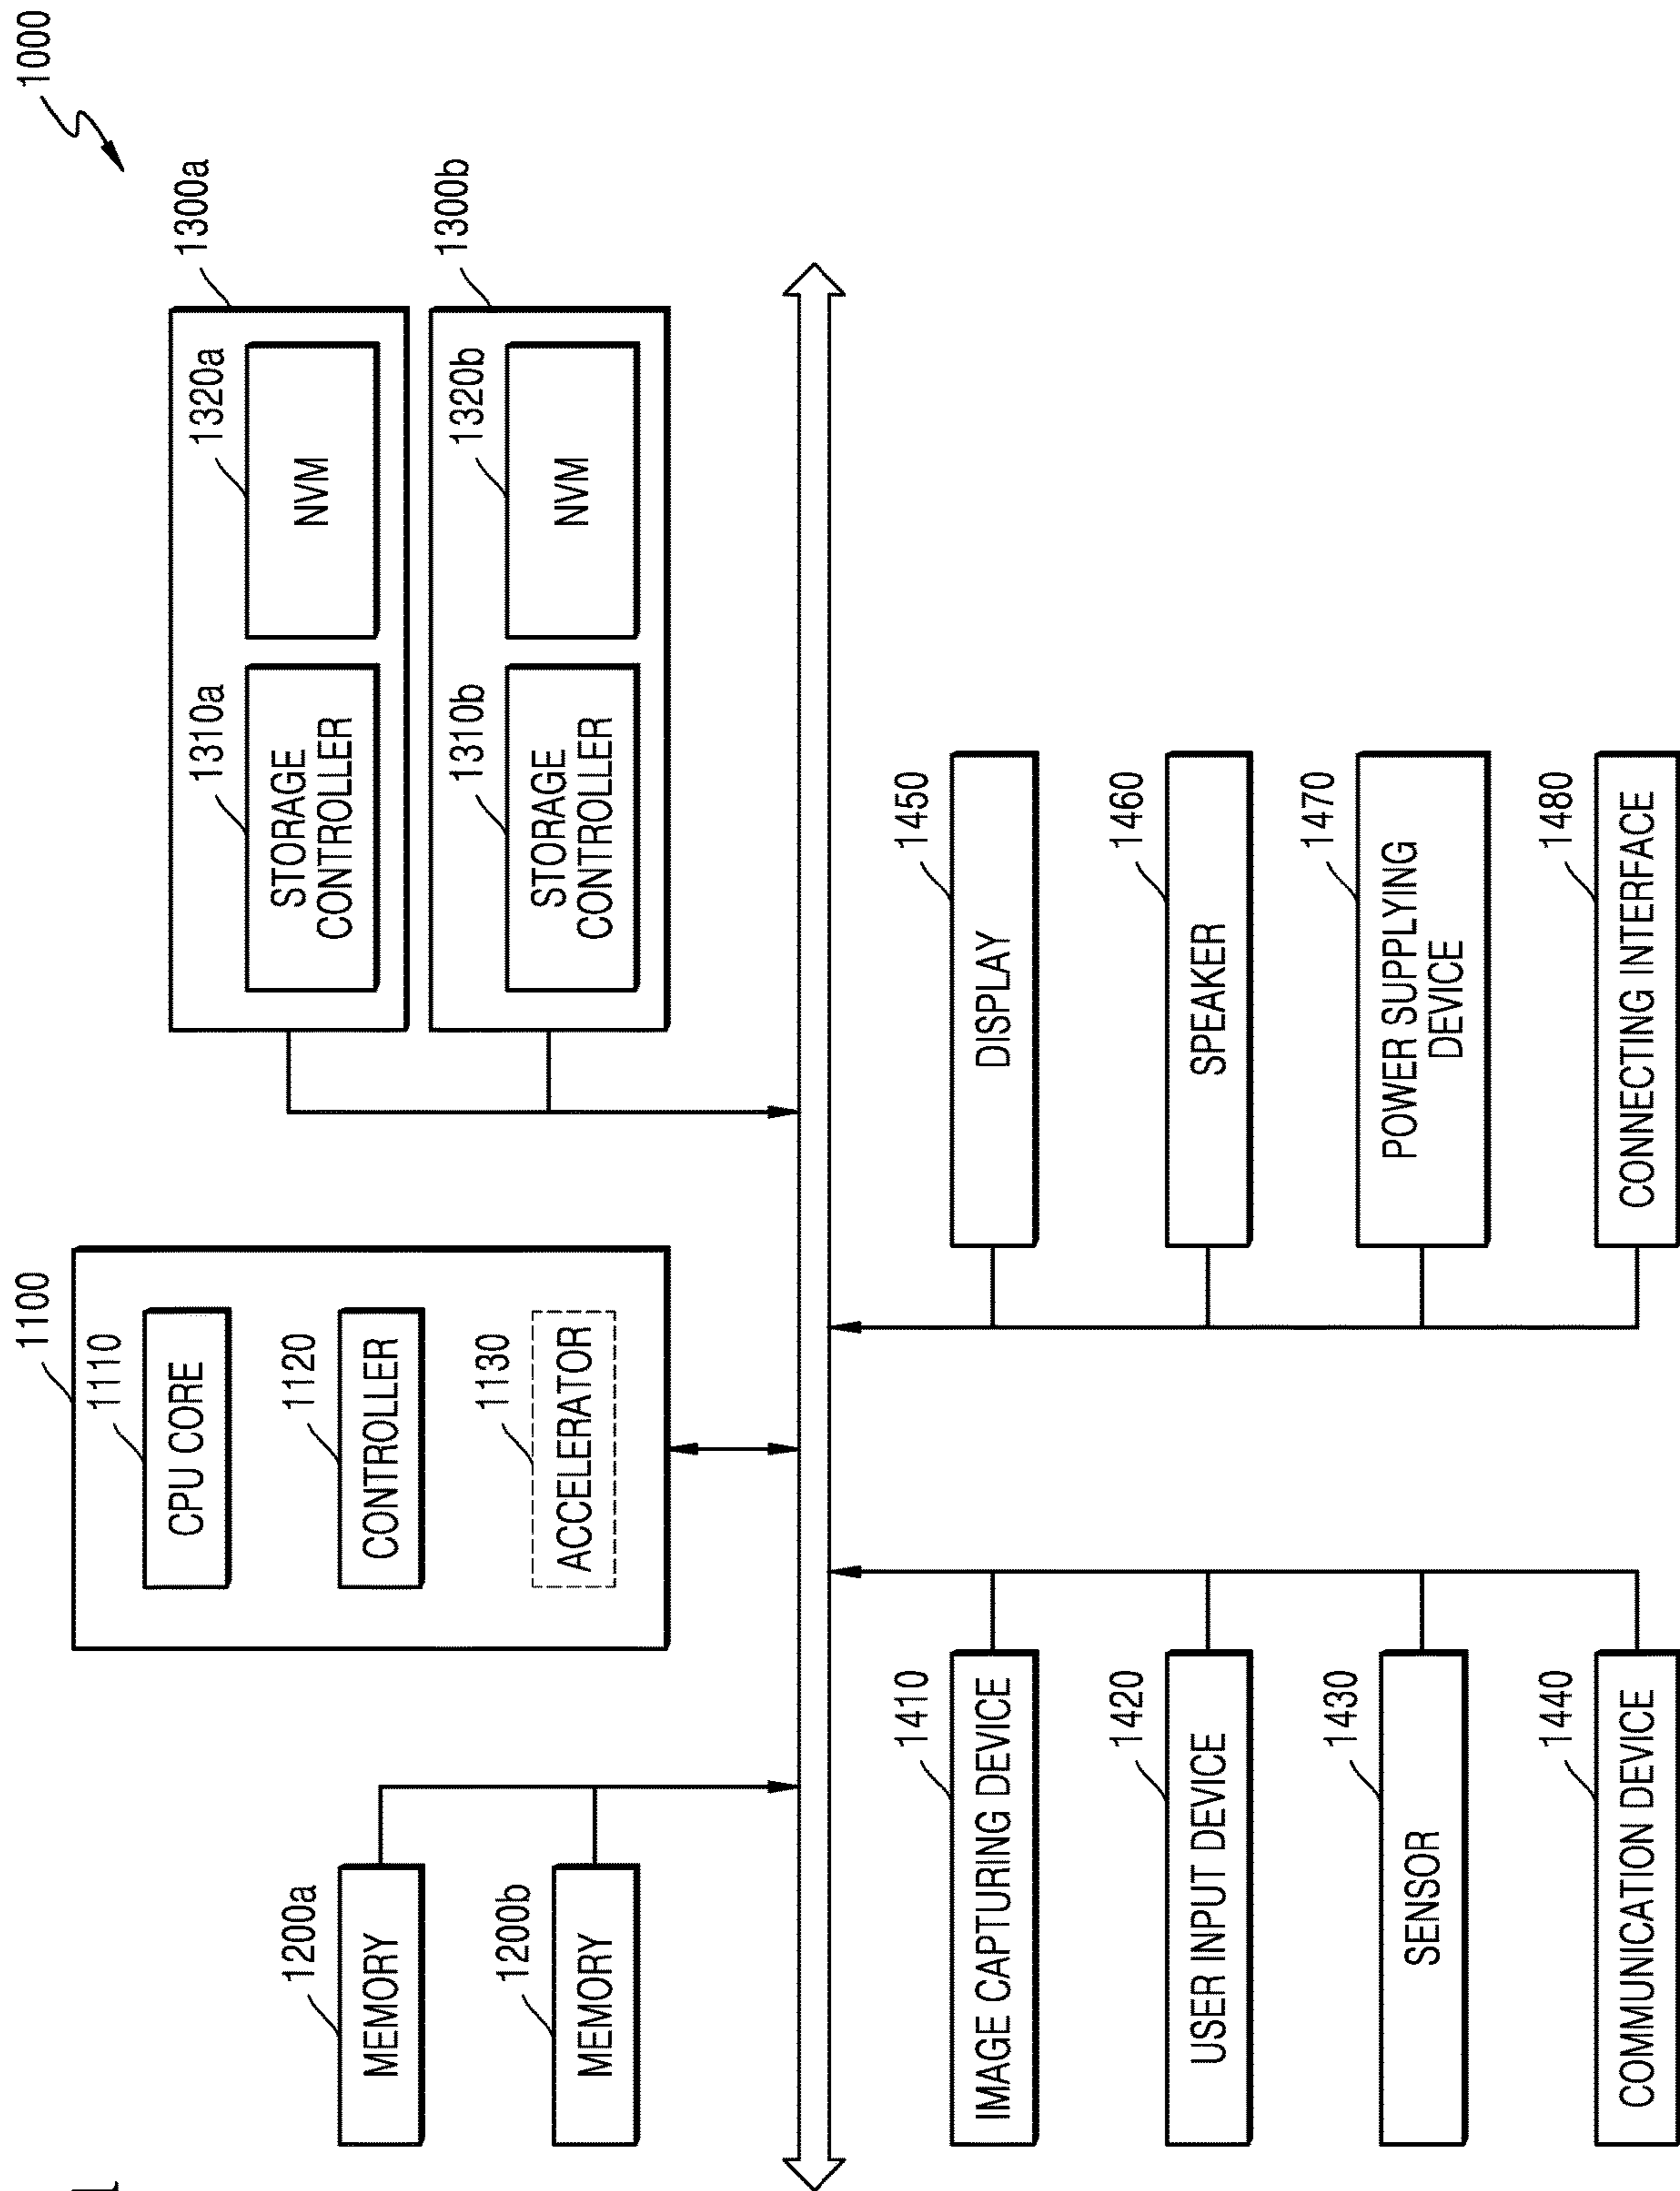 1000
1100
1110
CPU CORE
1120
CONTROLLER
1130
ACCELERATOR
1200a
MEMORY
1200b
MEMORY
1300a
1310a
STORAGE
CONTROLLER
1320a
NVM
1300b
1310b
STORAGE
CONTROLLER
1320b
NVM
1410
IMAGE CAPTURING DEVICE
1420
USER INPUT DEVICE
1430
SENSOR
1440
COMMUNICATION DEVICE
1450
DISPLAY
1460
SPEAKER
1470
POWER SUPPLYING
DEVICE
1480
CONNECTING INTERFACE